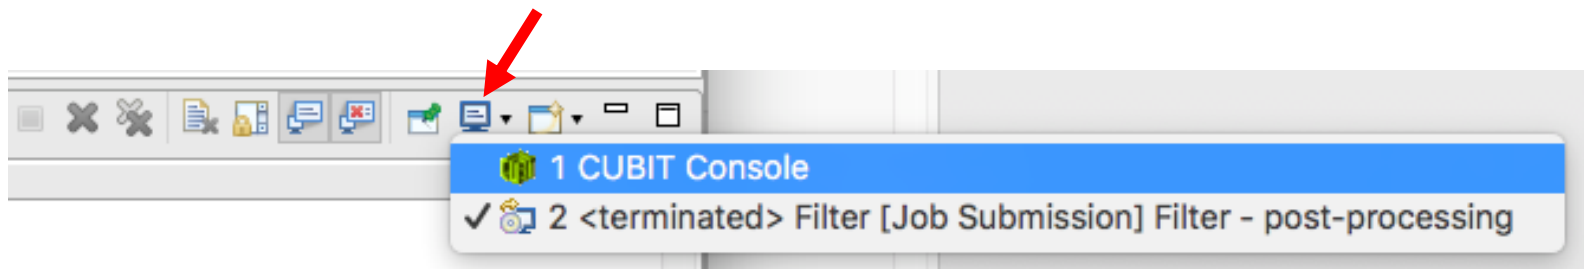 1 CUBIT Console
2 <terminated> Filter [Job Submission] Filter - post-processing